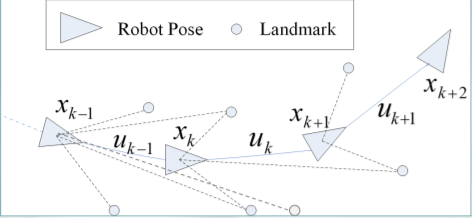 Robot Pose Landmark
x_{k+2}
x_{k-1} x_k x_{k+1} u_{k+1}
u_{k-1} u_k